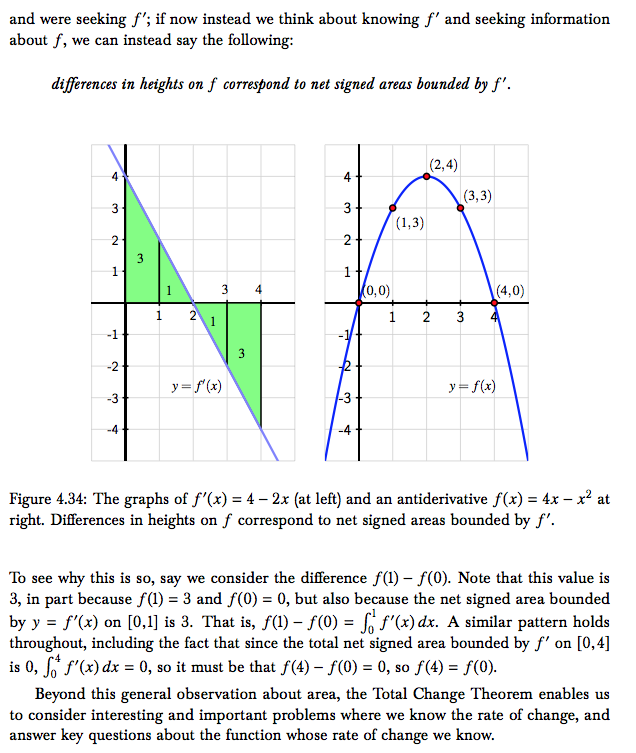 and were seeking f′; if now instead we think about knowing f′ and seeking information
about f, we can instead say the following:
differences in heights on f correspond to net signed areas bounded by f′.
4
3
2
1
-1
-2
-3
-4
1
2
3
4
3
1
1
3
y = f′(x)
4
3
2
1
-1
-2
-3
-4
1
2
3
4
(0,0)
(1,3)
(2,4)
(3,3)
(4,0)
y = f(x)
Figure 4.34: The graphs of f′(x) = 4 − 2x (at left) and an antiderivative f(x) = 4x − x² at
right. Differences in heights on f correspond to net signed areas bounded by f′.
To see why this is so, say we consider the difference f(1) − f(0). Note that this value is
3, in part because f(1) = 3 and f(0) = 0, but also because the net signed area bounded
by y = f′(x) on [0,1] is 3. That is, f(1) − f(0) = ∫₀¹ f′(x) dx. A similar pattern holds
throughout, including the fact that since the total net signed area bounded by f′ on [0,4]
is 0, ∫₀⁴ f′(x) dx = 0, so it must be that f(4) − f(0) = 0, so f(4) = f(0).
Beyond this general observation about area, the Total Change Theorem enables us
to consider interesting and important problems where we know the rate of change, and
answer key questions about the function whose rate of change we know.